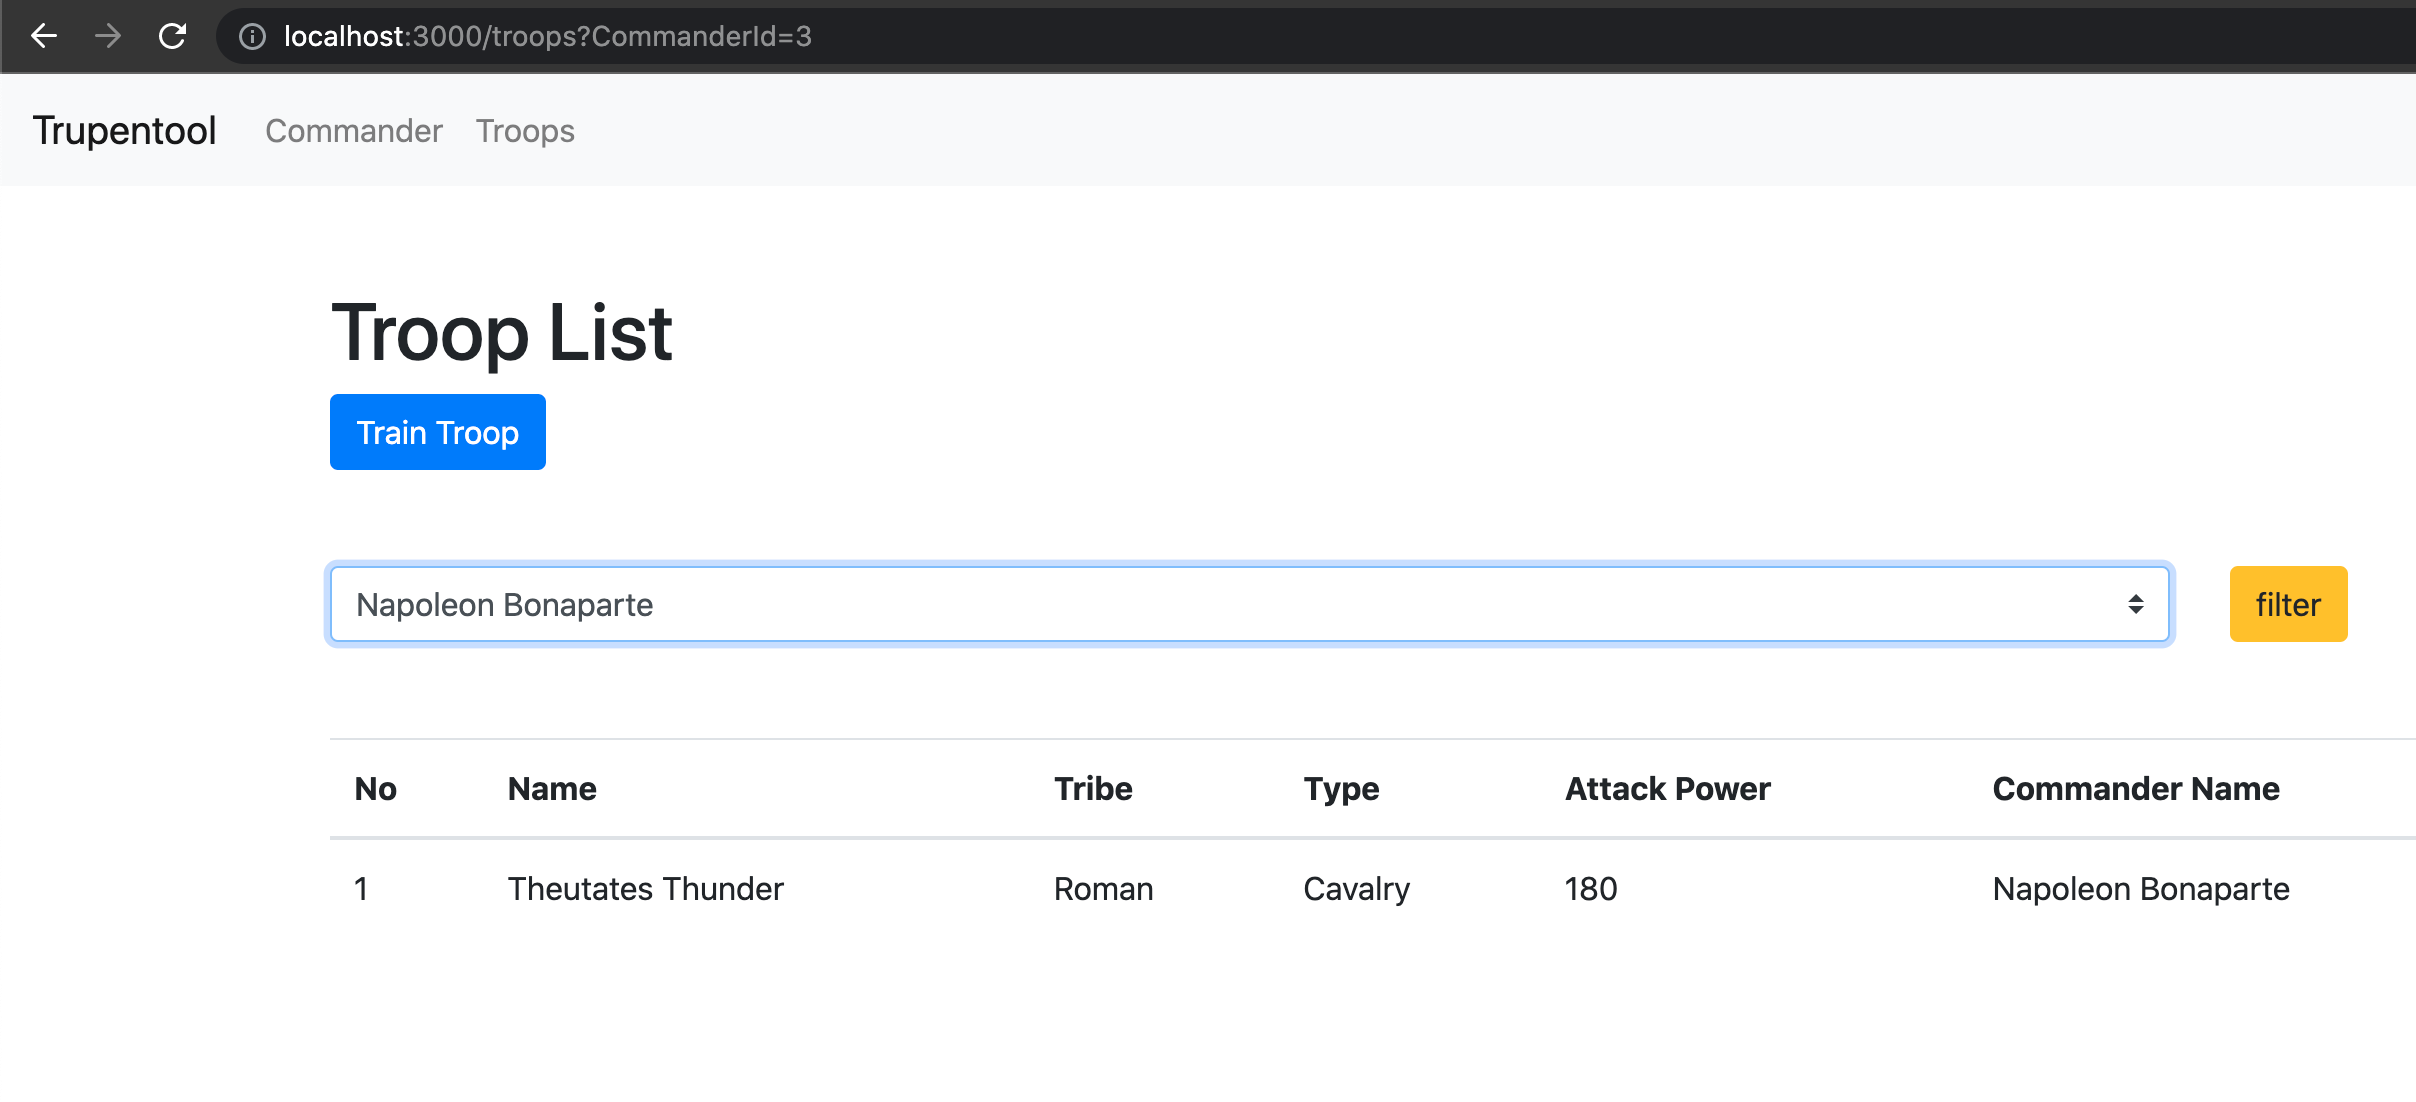 localhost:3000/troops?CommanderId=3
Trupentool Commander Troops
Troop List
Train Troop
Napoleon Bonaparte filter
No Name Tribe Type Attack Power Commander Name
1 Theutates Thunder Roman Cavalry 180 Napoleon Bonaparte